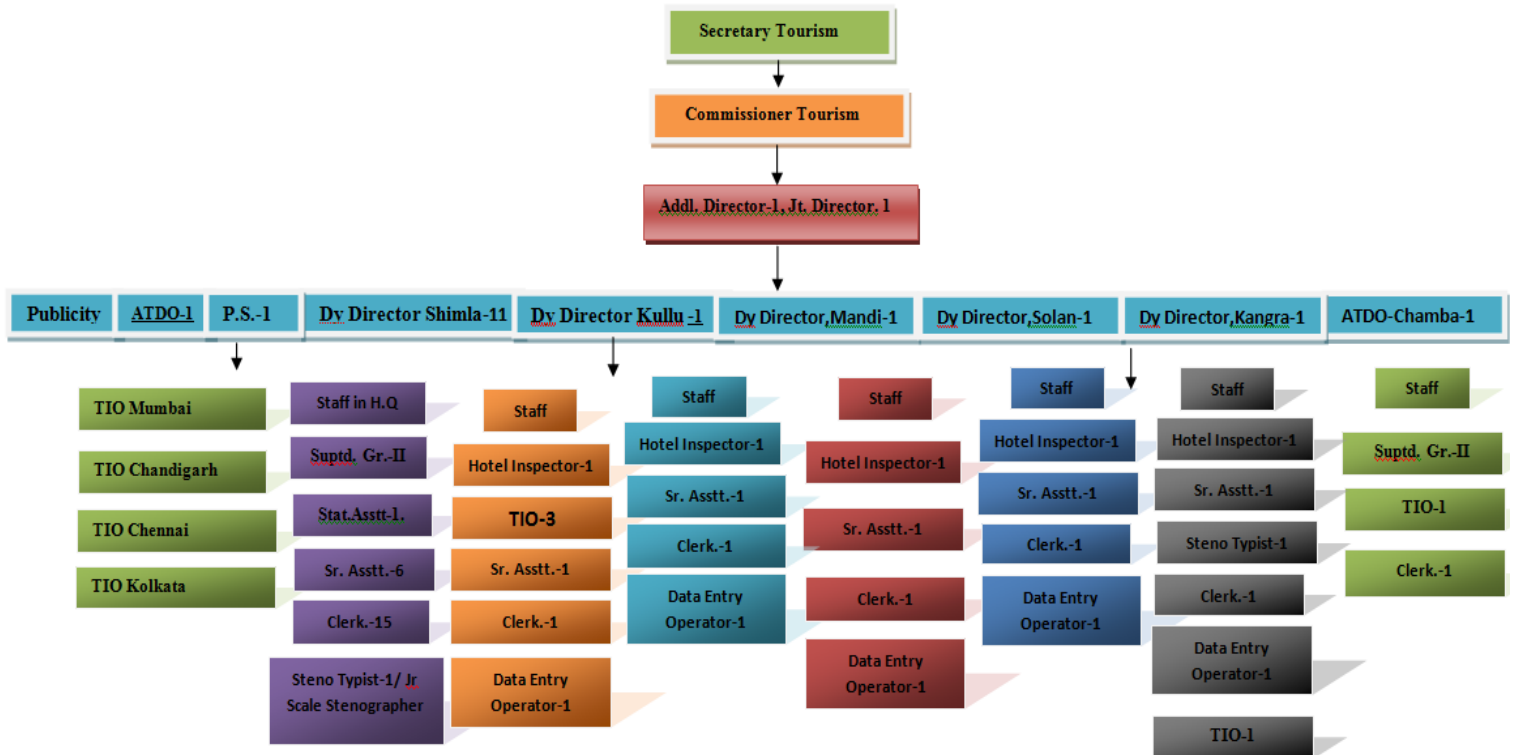 Secretary Tourism
Commissioner Tourism
Addl. Director-1, Jt. Director. 1
Publicity
ATDO-1
P.S.-1
Dy Director Shimla-11
Dy Director Kullu -1
Dy Director,Mandi-1
Dy Director,Solan-1
Dy Director,Kangra-1
ATDO-Chamba-1
TIO Mumbai
TIO Chandigarh
TIO Chennai
TIO Kolkata
Staff in H.Q
Suptd. Gr.-II
Stat.Asstt-1.
Sr. Asstt.-6
Clerk.-15
Steno Typist-1/ Jr
Scale Stenographer
Staff
Hotel Inspector-1
TIO-3
Sr. Asstt.-1
Clerk.-1
Data Entry
Operator-1
Staff
Hotel Inspector-1
Sr. Asstt.-1
Clerk.-1
Data Entry
Operator-1
Staff
Hotel Inspector-1
Sr. Asstt.-1
Clerk.-1
Data Entry
Operator-1
Staff
Hotel Inspector-1
Sr. Asstt.-1
Clerk.-1
Data Entry
Operator-1
Staff
Hotel Inspector-1
Sr. Asstt.-1
Steno Typist-1
Clerk.-1
Data Entry
Operator-1
TIO-1
Staff
Suptd. Gr.-II
TIO-1
Clerk.-1